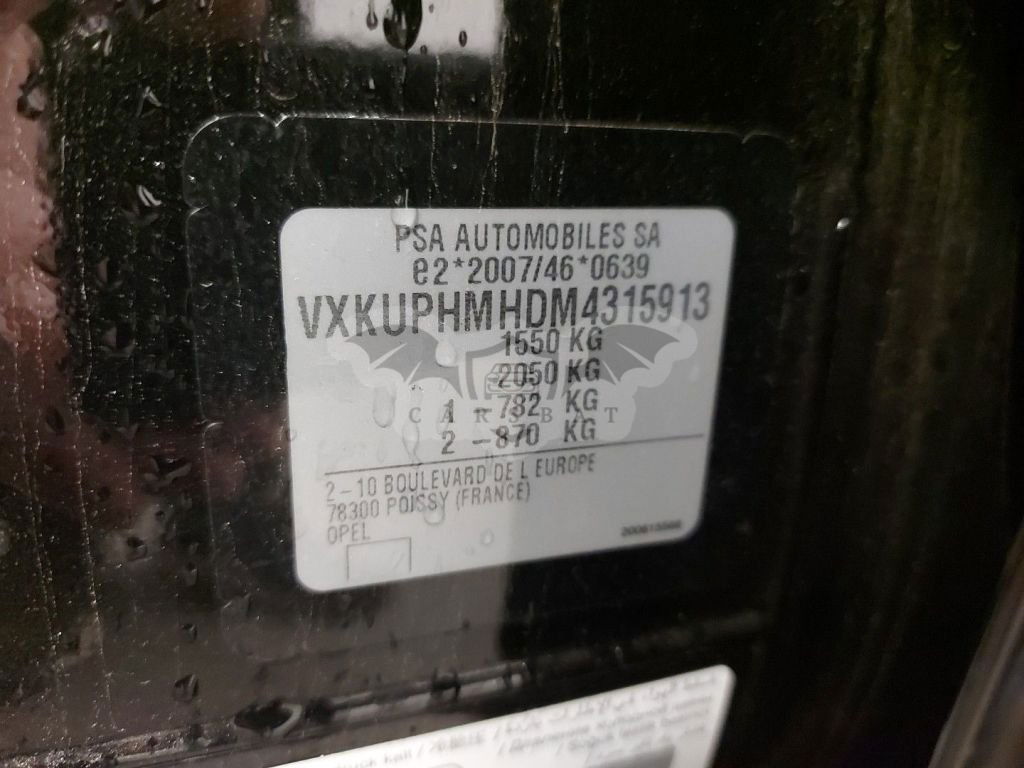 PSA AUTOMOBILES SA
e2*2007/46*0639
VXKUPHMHDM4315913
1550 KG
2050 KG
1 - 782 KG
2 - 870 KG
CARSBAT
2-10 BOULEVARD DE L EUROPE
78300 POISSY (FRANCE)
OPEL